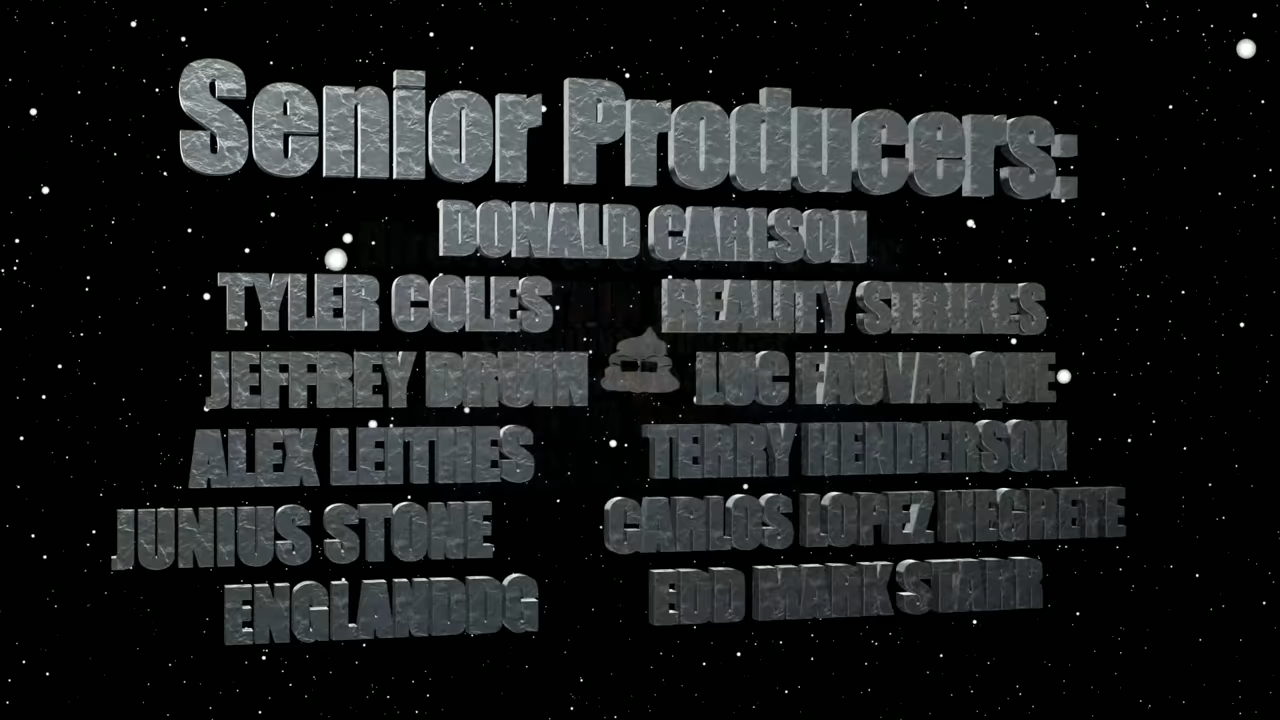 Senior Producers:
DONALD CARLSON
TYLER COLES REALITY STRIKES
JEFFREY DRUIN LUC FAUVARQUE
ALEX LEITHES TERRY HENDERSON
JUNIUS STONE CARLOS LOPEZ NEGRETE
ENGLANDDG EDD MARK STARR